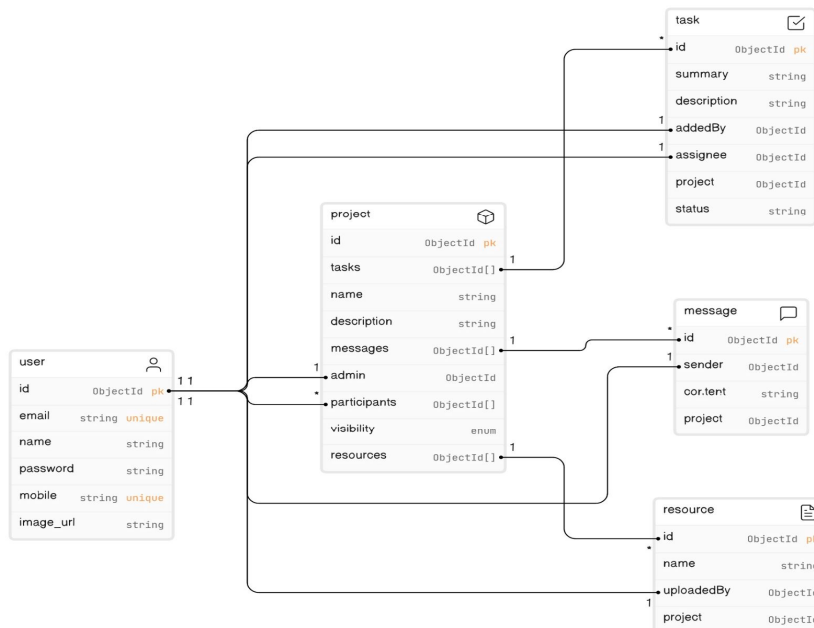 task
* id ObjectId pk
summary string
description string
1 addedBy ObjectId
1 assignee ObjectId
project ObjectId
status string
project
id ObjectId pk
tasks ObjectId[] 1
name string
description string
messages ObjectId[] 1
1 admin ObjectId
* participants ObjectId[]
visibility enum
resources ObjectId[] 1
message
* id ObjectId pk
1 sender ObjectId
cor.tent string
project ObjectId
user
id ObjectId pk 1 1
1 1
email string unique
name string
password string
mobile string unique
image_url string
resource
* id ObjectId pk
name string
1 uploadedBy ObjectId
project ObjectId